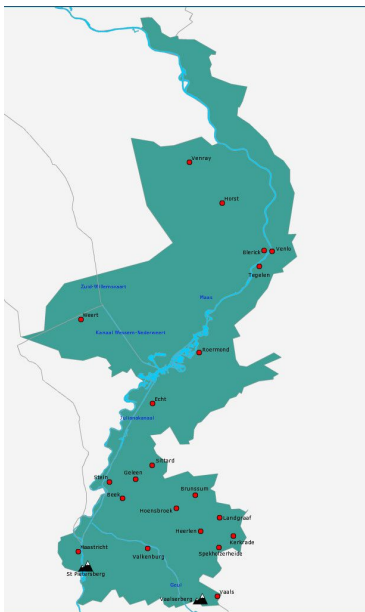 Venray
Horst
Blerick
Venlo
Tegelen
Zuid Willemsvaart
Maas
Weert
Kanaal Wessem-Nederweert
Roermond
Echt
Julianakanaal
Sittard
Geleen
Stein
Beek
Brunssum
Hoensbroek
Landgraaf
Heerlen
Kerkrade
Spekholzerheide
Maastricht
Valkenburg
St Pietersberg
Geul
Vaals
Vaalserberg